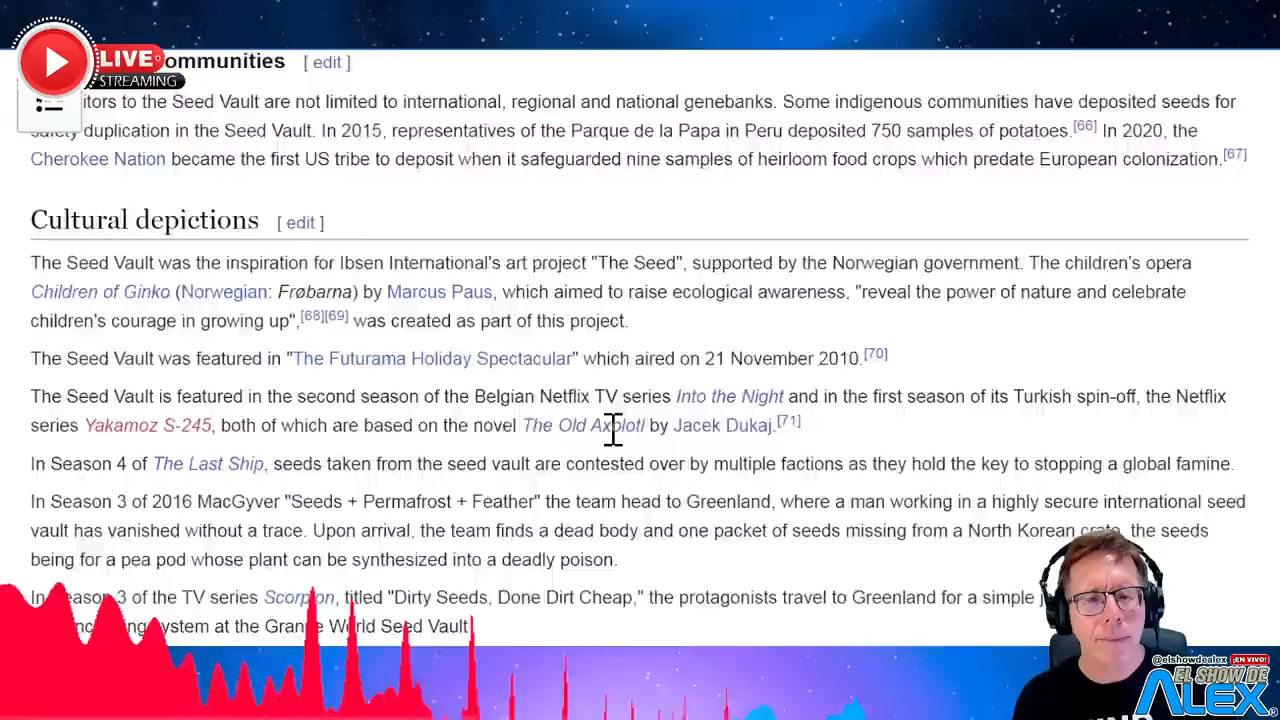 LIVE
STREAMING
ommunities [ edit ]
itors to the Seed Vault are not limited to international, regional and national genebanks. Some indigenous communities have deposited seeds for
safety duplication in the Seed Vault. In 2015, representatives of the Parque de la Papa in Peru deposited 750 samples of potatoes.[66] In 2020, the
Cherokee Nation became the first US tribe to deposit when it safeguarded nine samples of heirloom food crops which predate European colonization.[67]
Cultural depictions [ edit ]
The Seed Vault was the inspiration for Ibsen International's art project "The Seed", supported by the Norwegian government. The children's opera
Children of Ginko (Norwegian: Frøbarna) by Marcus Paus, which aimed to raise ecological awareness, "reveal the power of nature and celebrate
children's courage in growing up",[68][69] was created as part of this project.
The Seed Vault was featured in "The Futurama Holiday Spectacular" which aired on 21 November 2010.[70]
The Seed Vault is featured in the second season of the Belgian Netflix TV series Into the Night and in the first season of its Turkish spin-off, the Netflix
series Yakamoz S-245, both of which are based on the novel The Old Axolotl by Jacek Dukaj.[71]
In Season 4 of The Last Ship, seeds taken from the seed vault are contested over by multiple factions as they hold the key to stopping a global famine.
In Season 3 of 2016 MacGyver "Seeds + Permafrost + Feather" the team head to Greenland, where a man working in a highly secure international seed
vault has vanished without a trace. Upon arrival, the team finds a dead body and one packet of seeds missing from a North Korean crate, the seeds
being for a pea pod whose plant can be synthesized into a deadly poison.
In Season 3 of the TV series Scorpion, titled "Dirty Seeds, Done Dirt Cheap," the protagonists travel to Greenland for a simple j
system at the Grange World Seed Vault
@elshowdealex ¡EN VIVO!
EL SHOW DE
ALEX